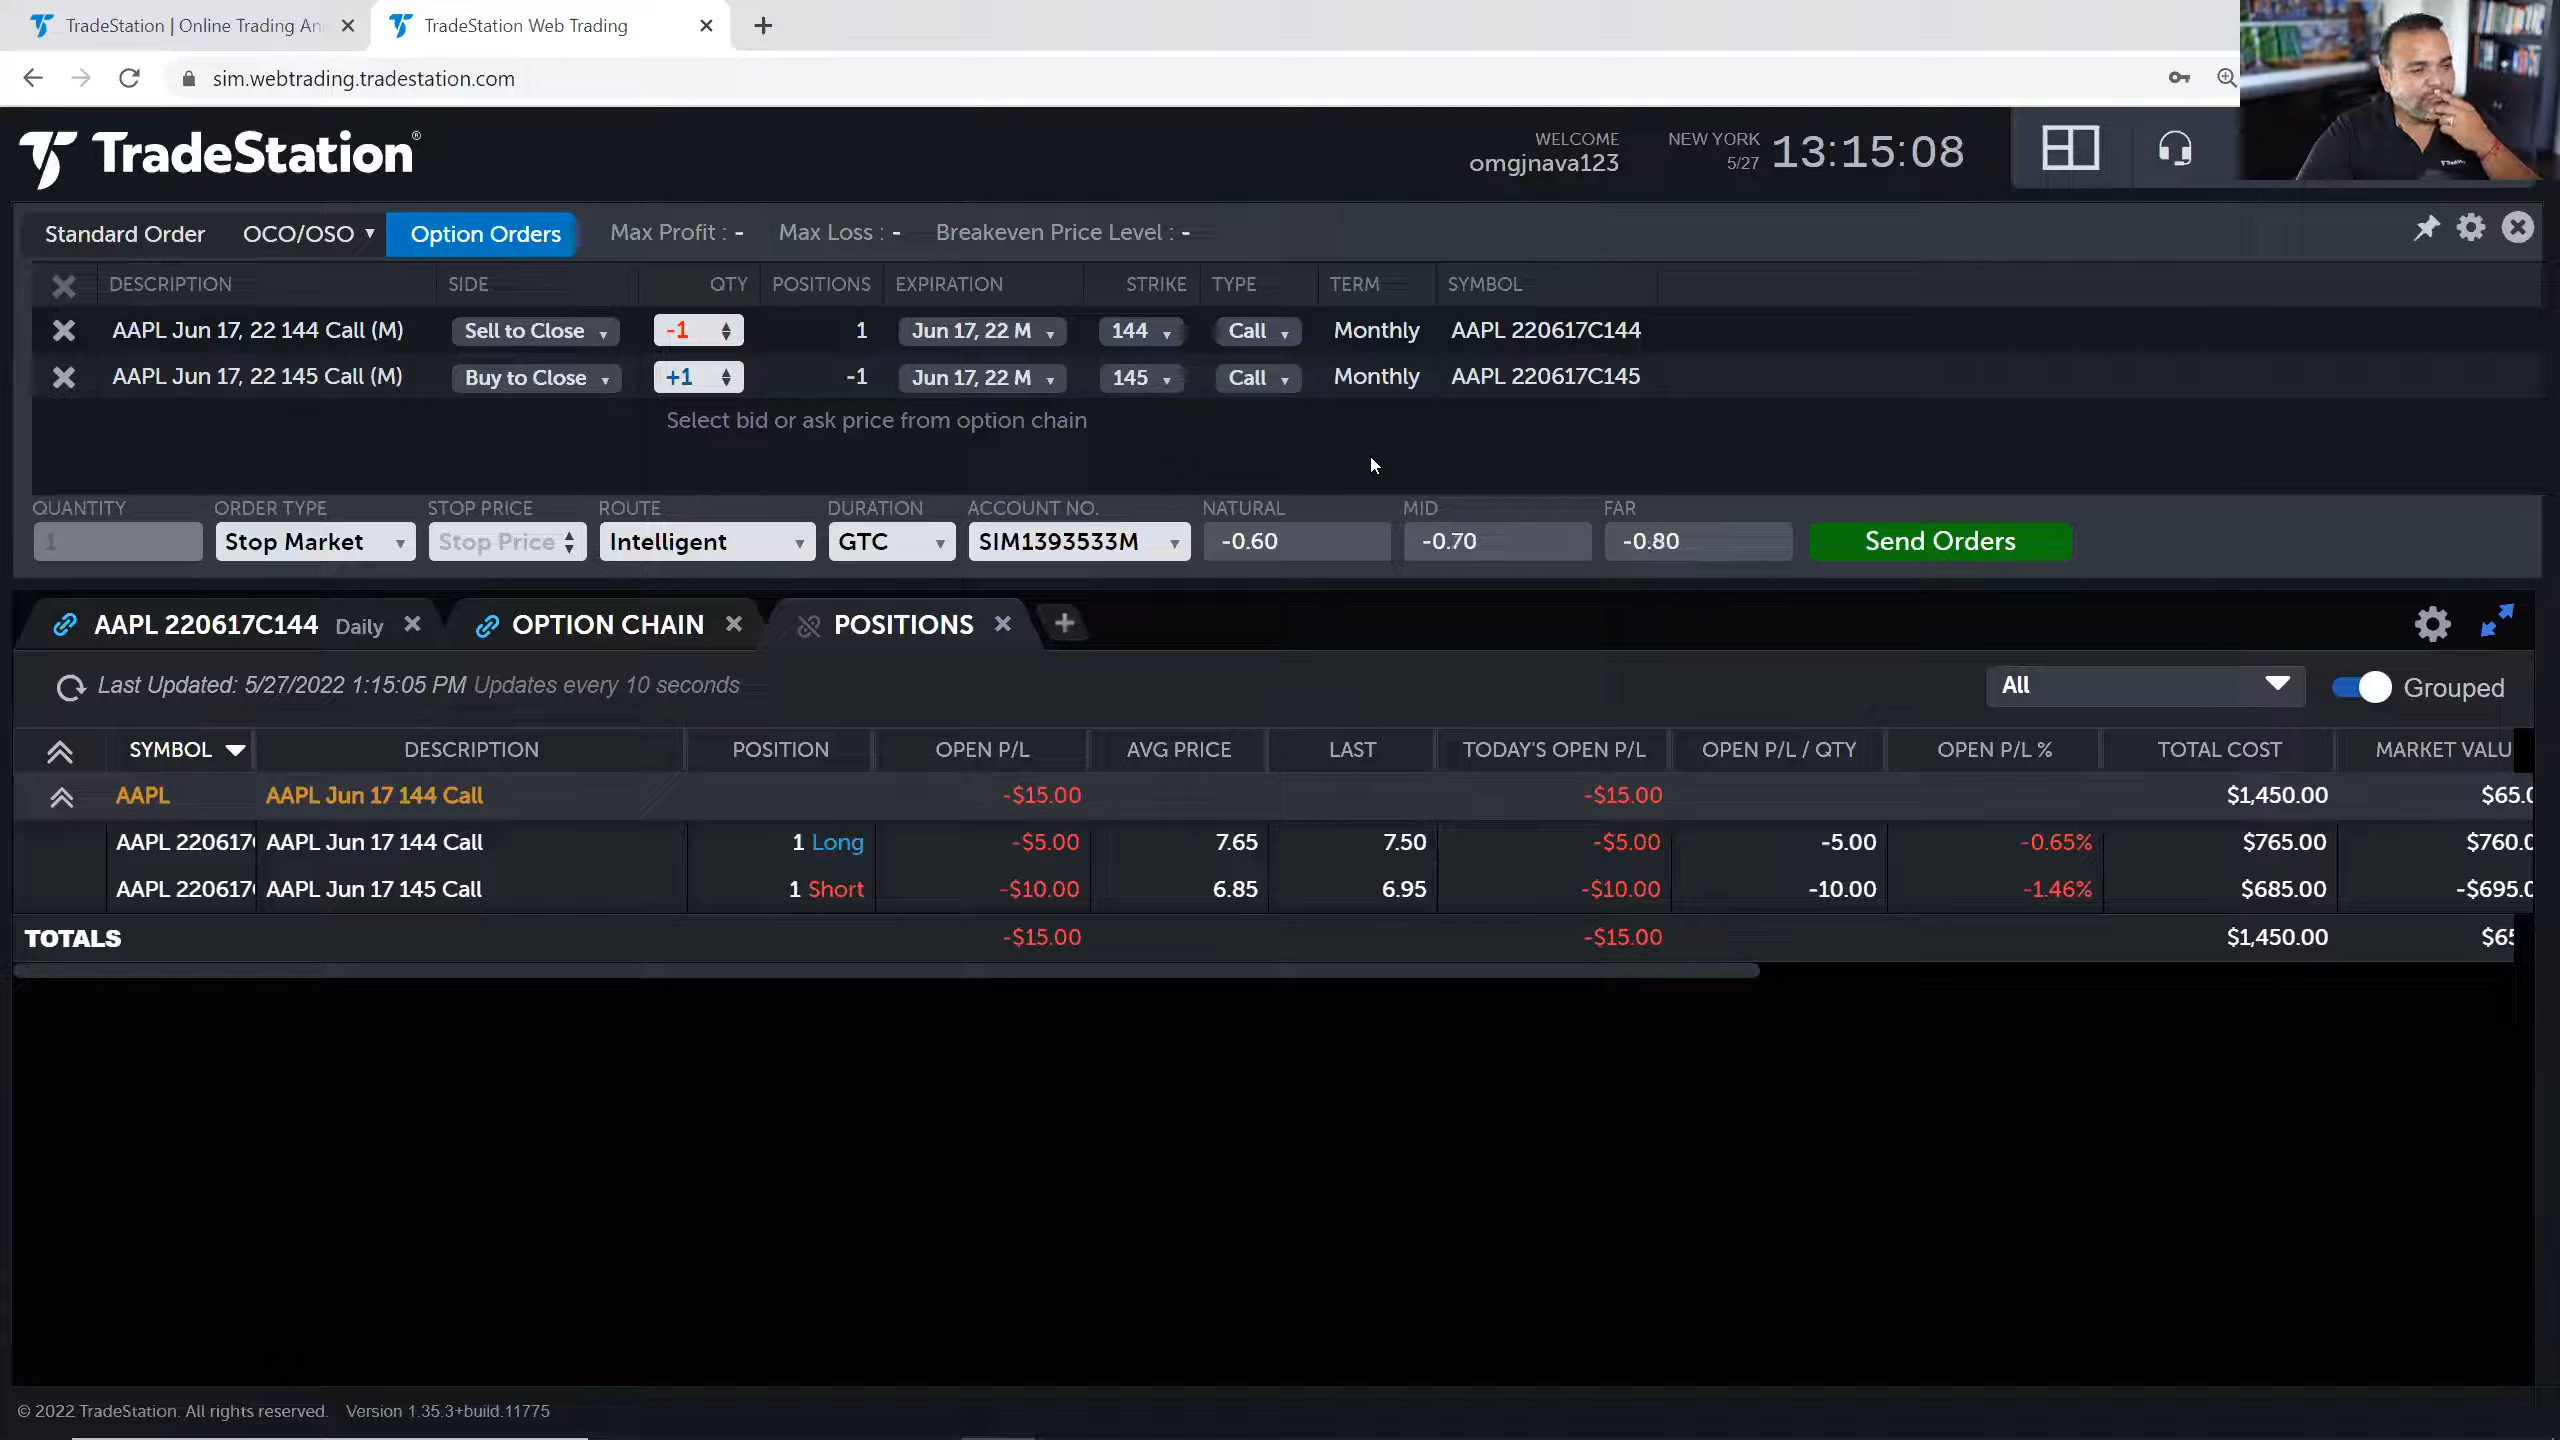 TradeStation | Online Trading An
TradeStation Web Trading
sim.webtrading.tradestation.com
TradeStation®
WELCOME
omgjnava123
NEW YORK
5/27
13:15:08
Standard Order
OCO/OSO
Option Orders
Max Profit : -
Max Loss : -
Breakeven Price Level : -
DESCRIPTION SIDE QTY POSITIONS EXPIRATION STRIKE TYPE TERM SYMBOL
AAPL Jun 17, 22 144 Call (M) Sell to Close -1 1 Jun 17, 22 M 144 Call Monthly AAPL 220617C144
AAPL Jun 17, 22 145 Call (M) Buy to Close +1 -1 Jun 17, 22 M 145 Call Monthly AAPL 220617C145
Select bid or ask price from option chain
QUANTITY ORDER TYPE STOP PRICE ROUTE DURATION ACCOUNT NO. NATURAL MID FAR
1 Stop Market Stop Price Intelligent GTC SIM1393533M -0.60 -0.70 -0.80 Send Orders
AAPL 220617C144 Daily
OPTION CHAIN
POSITIONS
Last Updated: 5/27/2022 1:15:05 PM Updates every 10 seconds
All
Grouped
SYMBOL DESCRIPTION POSITION OPEN P/L AVG PRICE LAST TODAY'S OPEN P/L OPEN P/L / QTY OPEN P/L % TOTAL COST MARKET VALU
AAPL AAPL Jun 17 144 Call -$15.00 -$15.00 $1,450.00 $65.0
AAPL 220617 AAPL Jun 17 144 Call 1 Long -$5.00 7.65 7.50 -$5.00 -5.00 -0.65% $765.00 $760.0
AAPL 220617 AAPL Jun 17 145 Call 1 Short -$10.00 6.85 6.95 -$10.00 -10.00 -1.46% $685.00 -$695.0
TOTALS -$15.00 -$15.00 $1,450.00 $65
© 2022 TradeStation. All rights reserved. Version 1.35.3+build.11775